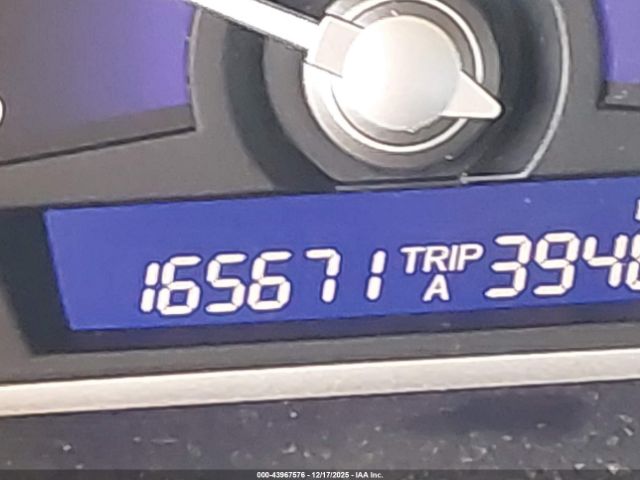 165671 TRIP A 394
000-43967576 - 12/17/2025 - IAA Inc.